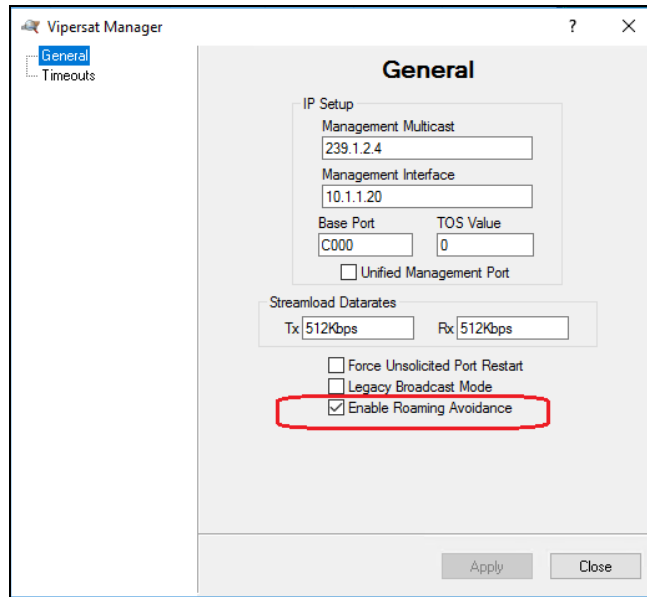 Vipersat Manager
General
Timeouts
General
IP Setup
Management Multicast
239.1.2.4
Management Interface
10.1.1.20
Base Port TOS Value
C000 0
Unified Management Port
Streamload Datarates
Tx 512Kbps Rx 512Kbps
Force Unsolicited Port Restart
Legacy Broadcast Mode
Enable Roaming Avoidance
Apply Close